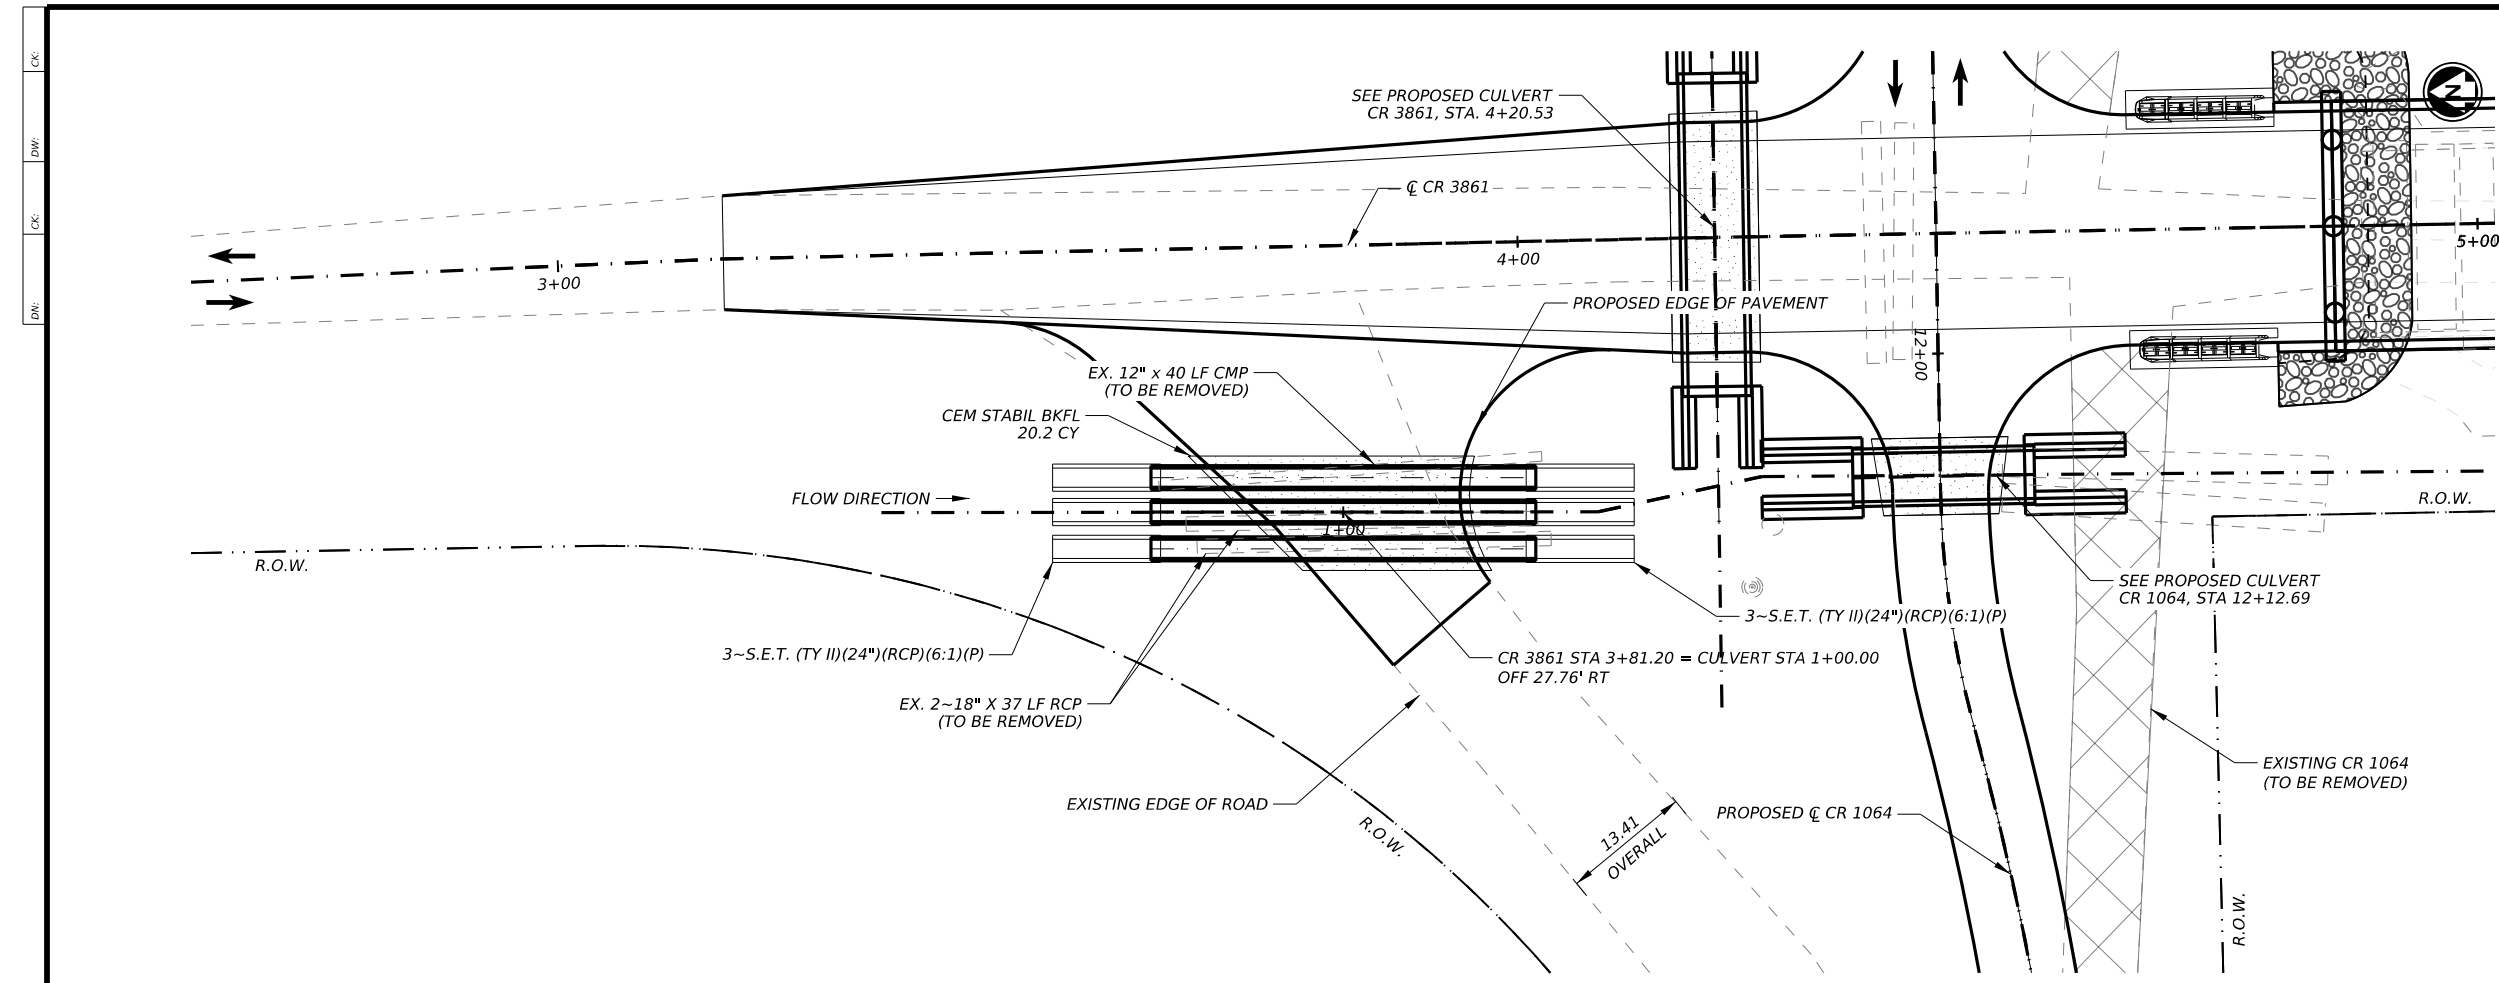 CK:
DW:
CK:
DN:
SEE PROPOSED CULVERT
CR 3861, STA. 4+20.53
N
℄ CR 3861
3+00
4+00
5+00
PROPOSED EDGE OF PAVEMENT
12+00
EX. 12" x 40 LF CMP
(TO BE REMOVED)
CEM STABIL BKFL
20.2 CY
FLOW DIRECTION
1+00
R.O.W.
R.O.W.
SEE PROPOSED CULVERT
CR 1064, STA 12+12.69
3~S.E.T. (TY II)(24")(RCP)(6:1)(P)
3~S.E.T. (TY II)(24")(RCP)(6:1)(P)
CR 3861 STA 3+81.20 = CULVERT STA 1+00.00
OFF 27.76' RT
EX. 2~18" X 37 LF RCP
(TO BE REMOVED)
EXISTING CR 1064
(TO BE REMOVED)
EXISTING EDGE OF ROAD
PROPOSED ℄ CR 1064
13.41
OVERALL
R.O.W.
R.O.W.